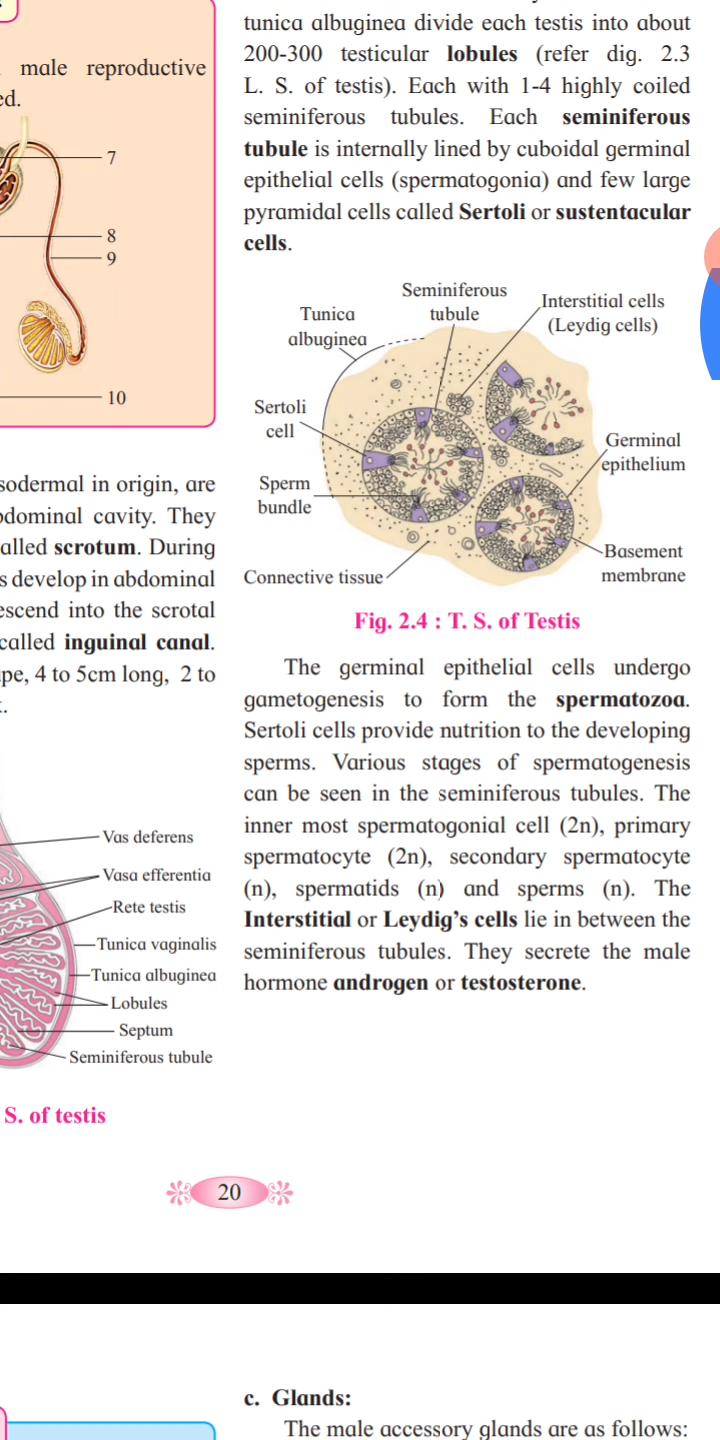 male reproductive
ed.
7
8
9
10
sodermal in origin, are
dominal cavity. They
alled scrotum. During
s develop in abdominal
escend into the scrotal
called inguinal canal.
pe, 4 to 5cm long, 2 to
Vas deferens
Vasa efferentia
Rete testis
Tunica vaginalis
Tunica albuginea
Lobules
Septum
Seminiferous tubule
S. of testis
tunica albuginea divide each testis into about
200-300 testicular lobules (refer dig. 2.3
L. S. of testis). Each with 1-4 highly coiled
seminiferous tubules. Each seminiferous
tubule is internally lined by cuboidal germinal
epithelial cells (spermatogonia) and few large
pyramidal cells called Sertoli or sustentacular
cells.
Seminiferous
tubule
Interstitial cells
(Leydig cells)
Tunica
albuginea
Sertoli
cell
Germinal
epithelium
Sperm
bundle
Basement
membrane
Connective tissue
Fig. 2.4 : T. S. of Testis
The germinal epithelial cells undergo
gametogenesis to form the spermatozoa.
Sertoli cells provide nutrition to the developing
sperms. Various stages of spermatogenesis
can be seen in the seminiferous tubules. The
inner most spermatogonial cell (2n), primary
spermatocyte (2n), secondary spermatocyte
(n), spermatids (n) and sperms (n). The
Interstitial or Leydig's cells lie in between the
seminiferous tubules. They secrete the male
hormone androgen or testosterone.
20
c. Glands:
The male accessory glands are as follows: